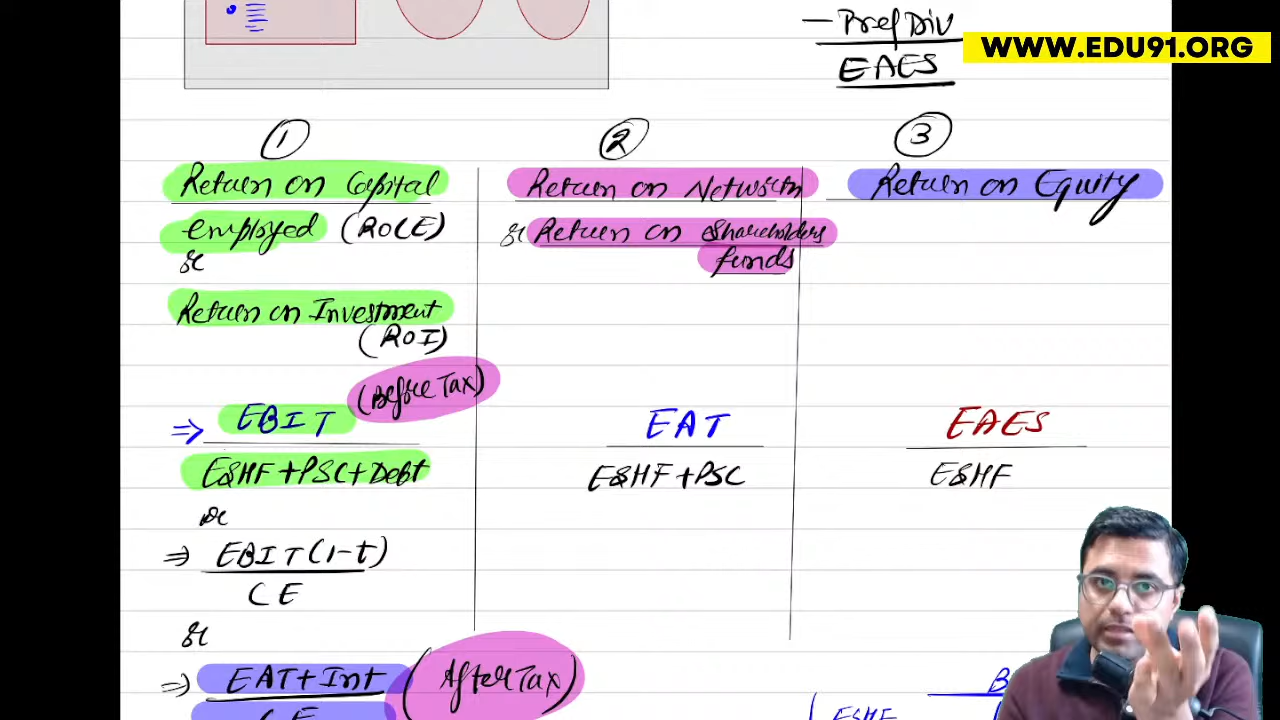 — Pref Div
WWW.EDU91.ORG
EAES
①
②
③
Return on Capital
employed (ROCE)
or
Return on Investment
(ROI)
Return on Networth
or Return on Shareholders
funds
Return on Equity
(Before Tax)
⇒ EBIT
ESHF+PSC+Debt
or
⇒ EBIT(1-t)
CE
or
⇒ EAT+Int (After Tax)
CE
EAT
ESHF+PSC
EAES
ESHF
B
ESHF